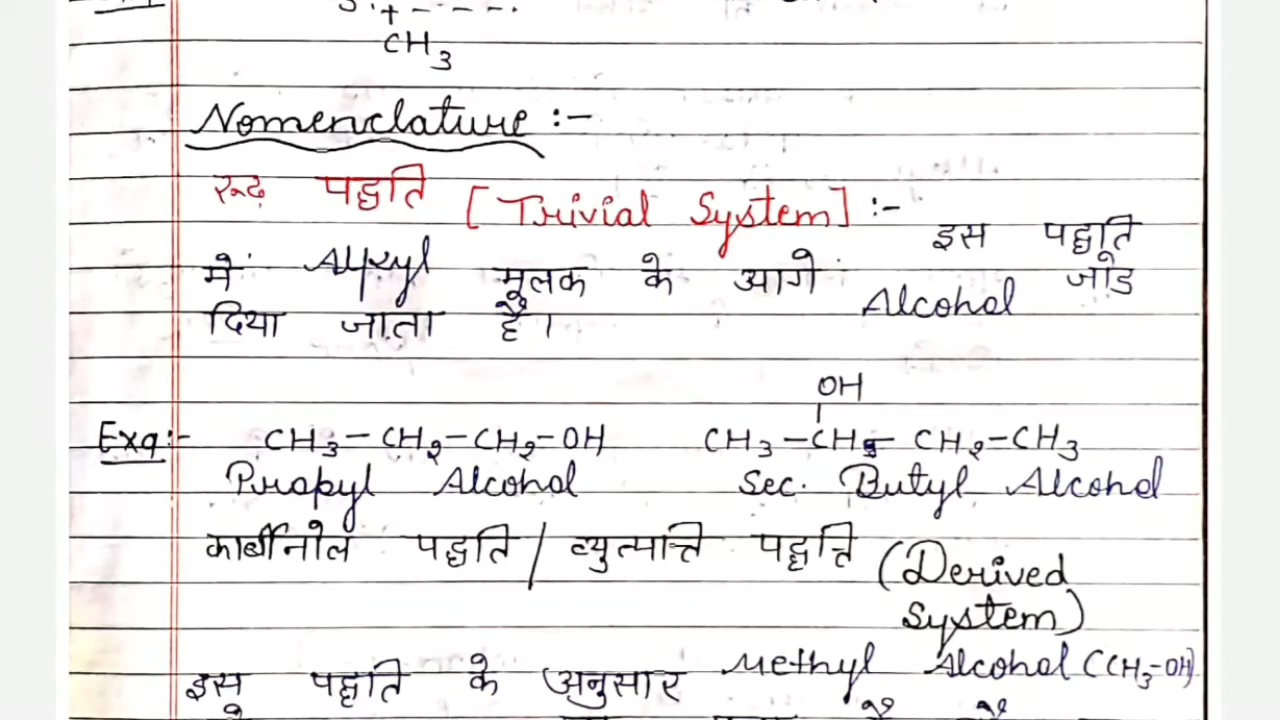 CH3
Nomenclature :-
रूढ़ पद्धति [Trivial System] :-
इस पद्धति
में Alkyl मूलक के आगे Alcohol जोड
दिया जाता है।
OH
Exa:- CH3-CH2-CH2-OH CH3-CH-CH2-CH3
Propyl Alcohol Sec. Butyl Alcohol
कार्बीनोल पद्धति / व्युत्पत्ति पद्धत्ति (Derived
System)
इस पद्धति के अनुसार Methyl Alcohol (CH3-OH)